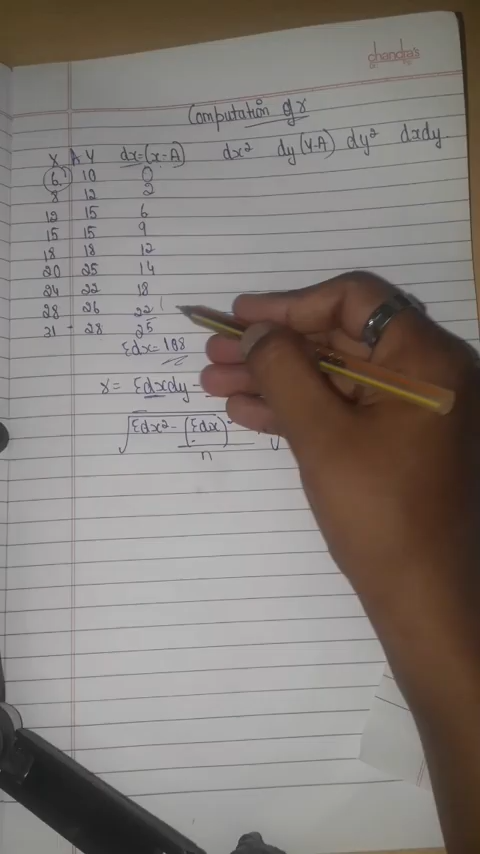 chandra's
Computation of r
X A Y dx=(x-A) dx² dy(Y-A) dy² dxdy
6 10 0
8 12 2
12 15 6
15 15 9
18 18 12
20 25 14
24 22 18
28 26 22
31 - 28 25
Σdx = 108
r = Σdxdy -
√Σdx² - (Σdx)²
n